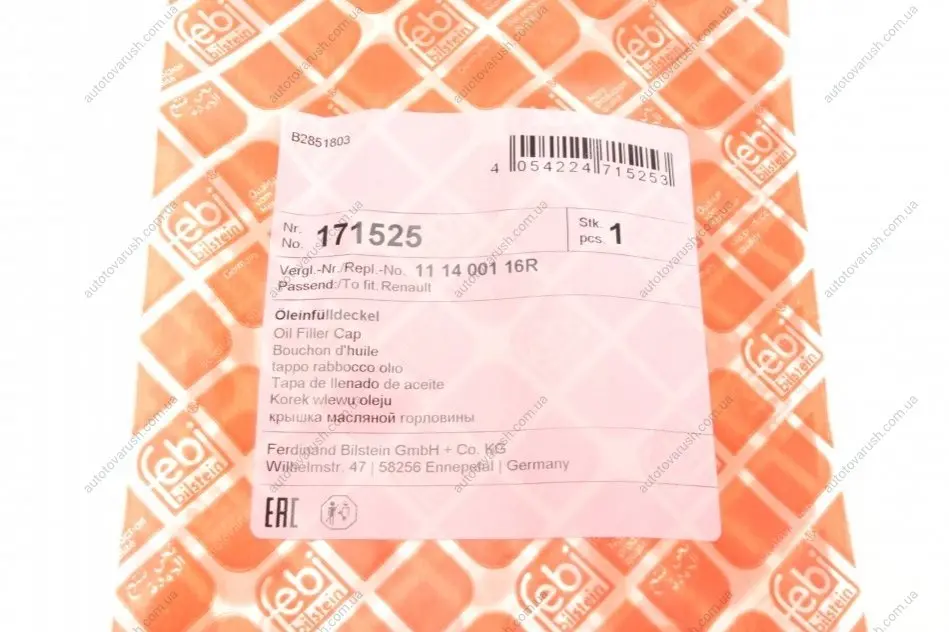 febi
bilstein
B2851803
4 054224 715253
Nr.
No. 171525
Stk.
pcs. 1
Vergl.-Nr./Repl.-No. 11 14 001 16R
Passend:/To fit. Renault
Öleinfülldeckel
Oil Filler Cap
Bouchon d'huile
tappo rabbocco olio
Tapa de llenado de aceite
Korek wlewu oleju
крышка масляной горловины
Ferdinand Bilstein GmbH + Co. KG
Wilhelmstr. 47 | 58256 Ennepetal | Germany
EAC
autotovarush.com.ua